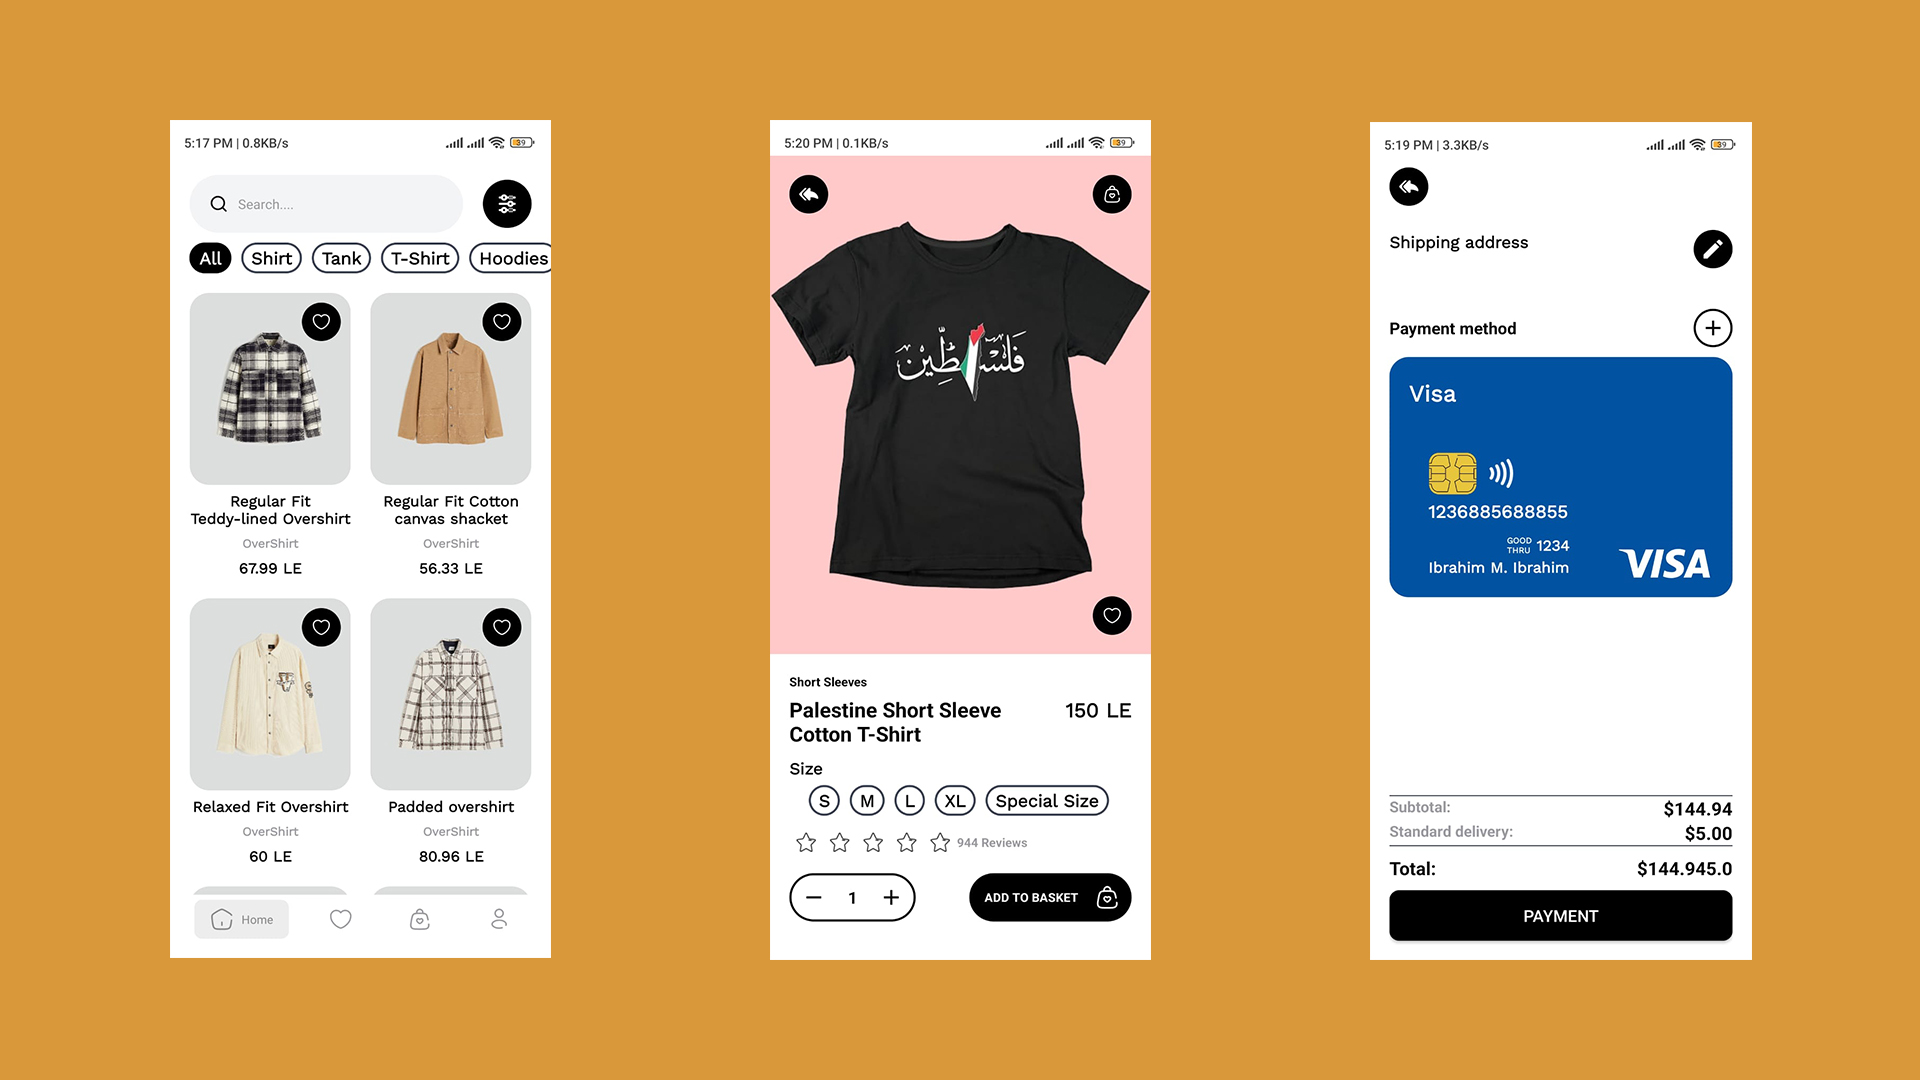 5:17 PM | 0.8KB/s
39
Search....
All
Shirt
Tank
T-Shirt
Hoodies
Regular Fit
Teddy-lined Overshirt
OverShirt
67.99 LE
Regular Fit Cotton
canvas shacket
OverShirt
56.33 LE
Relaxed Fit Overshirt
OverShirt
60 LE
Padded overshirt
OverShirt
80.96 LE
Home
5:20 PM | 0.1KB/s
39
فلسطين
Short Sleeves
Palestine Short Sleeve
Cotton T-Shirt
150 LE
Size
S
M
L
XL
Special Size
944 Reviews
1
ADD TO BASKET
5:19 PM | 3.3KB/s
39
Shipping address
Payment method
Visa
1236885688855
GOOD
THRU 1234
Ibrahim M. Ibrahim
VISA
Subtotal: $144.94
Standard delivery: $5.00
Total: $144.945.0
PAYMENT